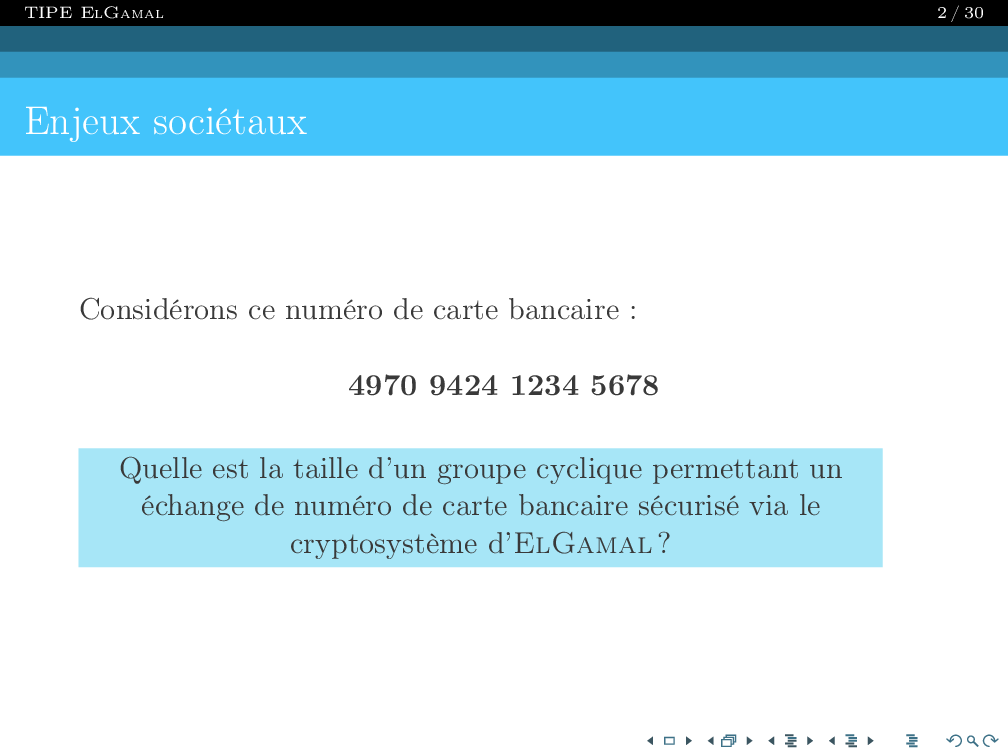 TIPE ElGamal 2 / 30
Enjeux sociétaux
Considérons ce numéro de carte bancaire :
4970 9424 1234 5678
Quelle est la taille d'un groupe cyclique permettant un
échange de numéro de carte bancaire sécurisé via le
cryptosystème d'ElGamal ?